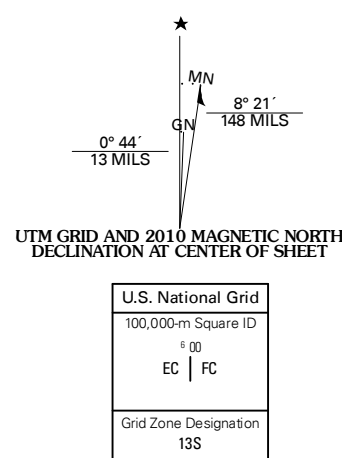 ★
MN
8° 21´
148 MILS
GN
0° 44´
13 MILS
UTM GRID AND 2010 MAGNETIC NORTH
DECLINATION AT CENTER OF SHEET
U.S. National Grid
100,000-m Square ID
6 00
EC | FC
Grid Zone Designation
13S